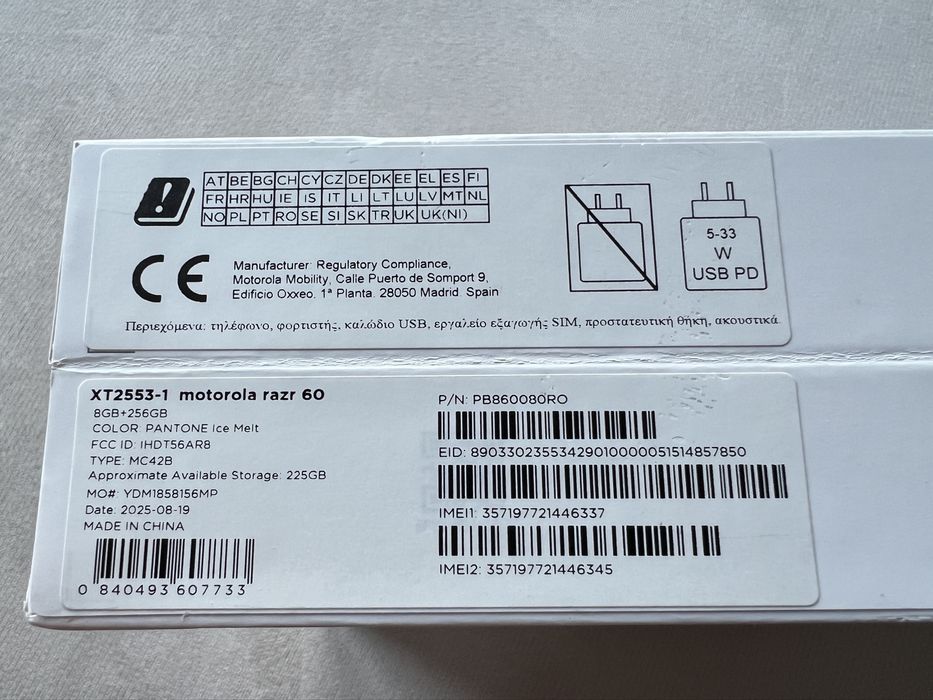 AT BE BG CH CY CZ DE DK EE EL ES FI
FR HR HU IE IS IT LI LT LU LV MT NL
NO PL PT RO SE SI SK TR UK UK(NI)
5-33
W
USB PD
CE
Manufacturer: Regulatory Compliance,
Motorola Mobility, Calle Puerto de Somport 9,
Edificio Oxxeo, 1ª Planta. 28050 Madrid. Spain
Περιεχόμενα: τηλέφωνο, φορτιστής, καλώδιο USB, εργαλείο εξαγωγής SIM, προστατευτική θήκη, ακουστικά
XT2553-1 motorola razr 60
8GB+256GB
COLOR: PANTONE Ice Melt
FCC ID: IHDT56AR8
TYPE: MC42B
Approximate Available Storage: 225GB
MO#: YDM1858156MP
Date: 2025-08-19
MADE IN CHINA
0 840493 607733
P/N: PB860080RO
EID: 89033023553429010000051514857850
IMEI1: 357197721446337
IMEI2: 357197721446345